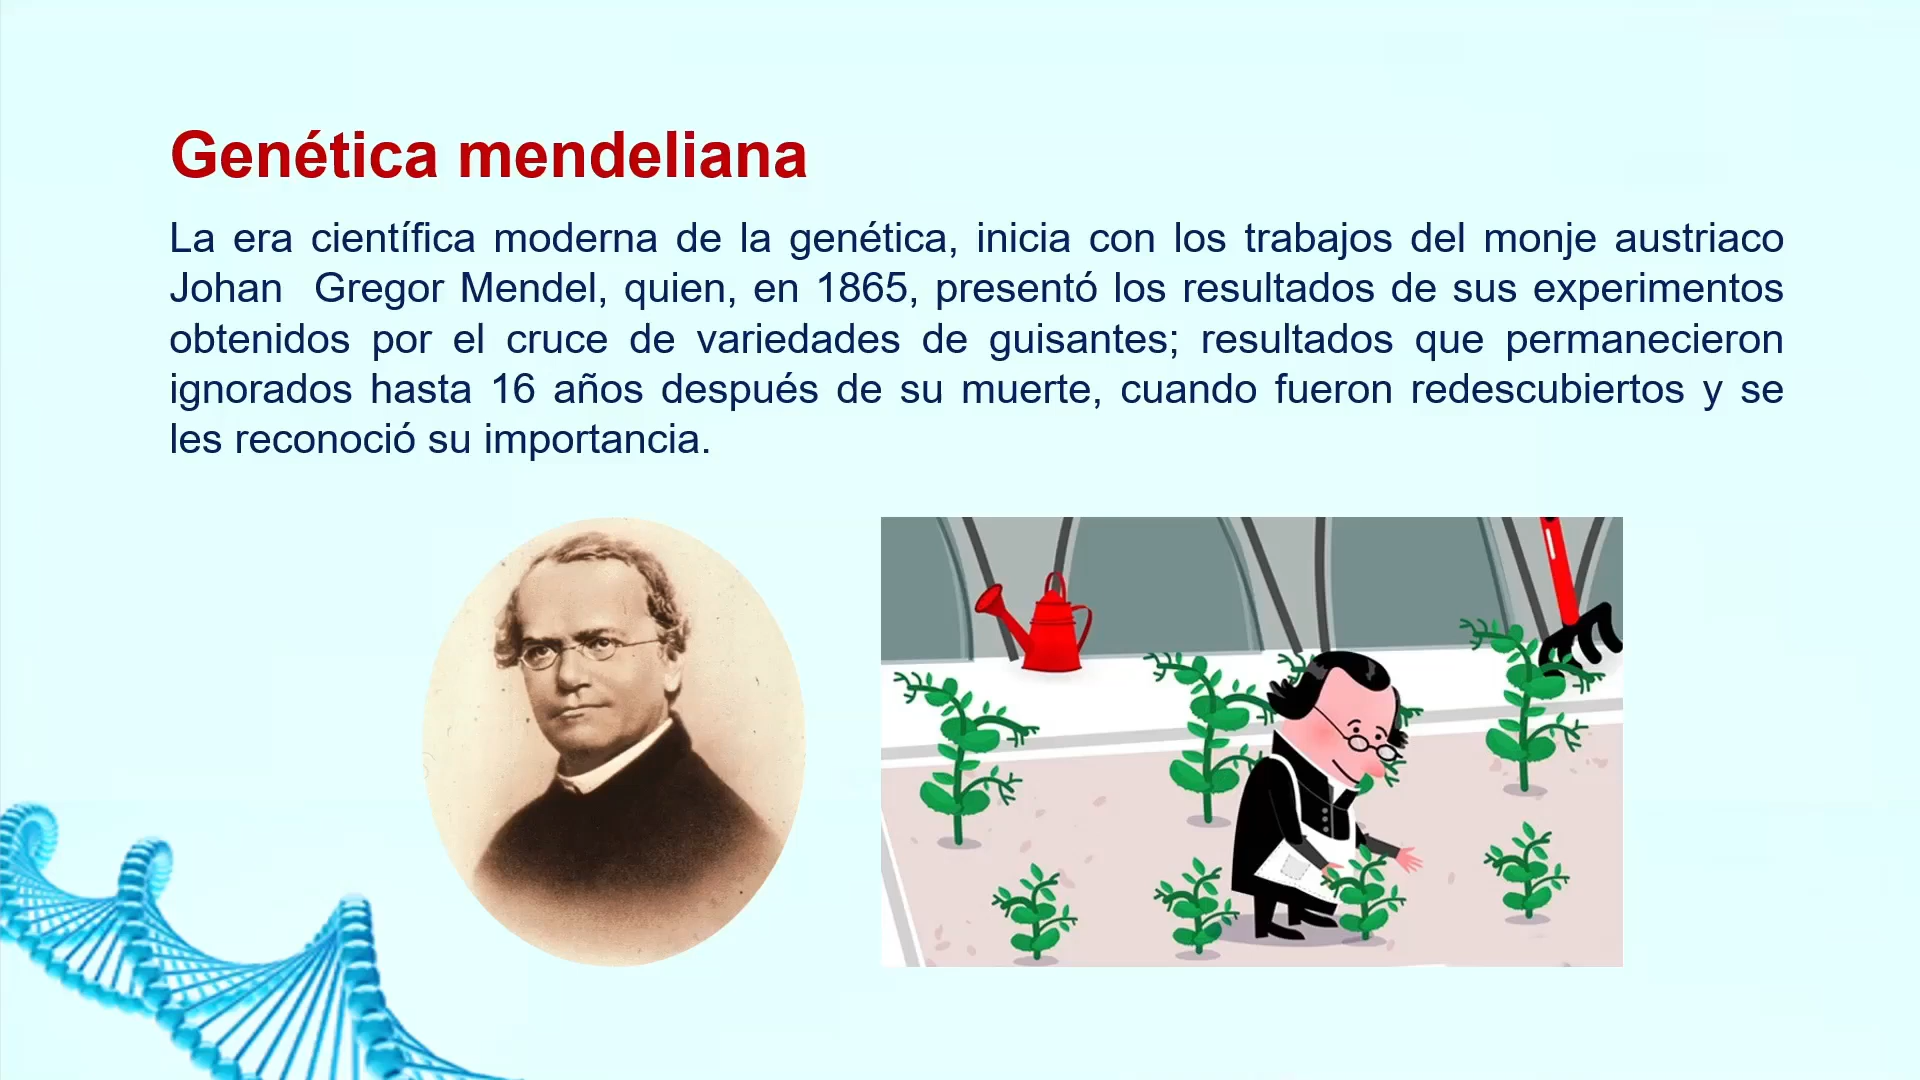 Genética mendeliana
La era científica moderna de la genética, inicia con los trabajos del monje austriaco
Johan  Gregor Mendel, quien, en 1865, presentó los resultados de sus experimentos
obtenidos por el cruce de variedades de guisantes; resultados que permanecieron
ignorados hasta 16 años después de su muerte, cuando fueron redescubiertos y se
les reconoció su importancia.